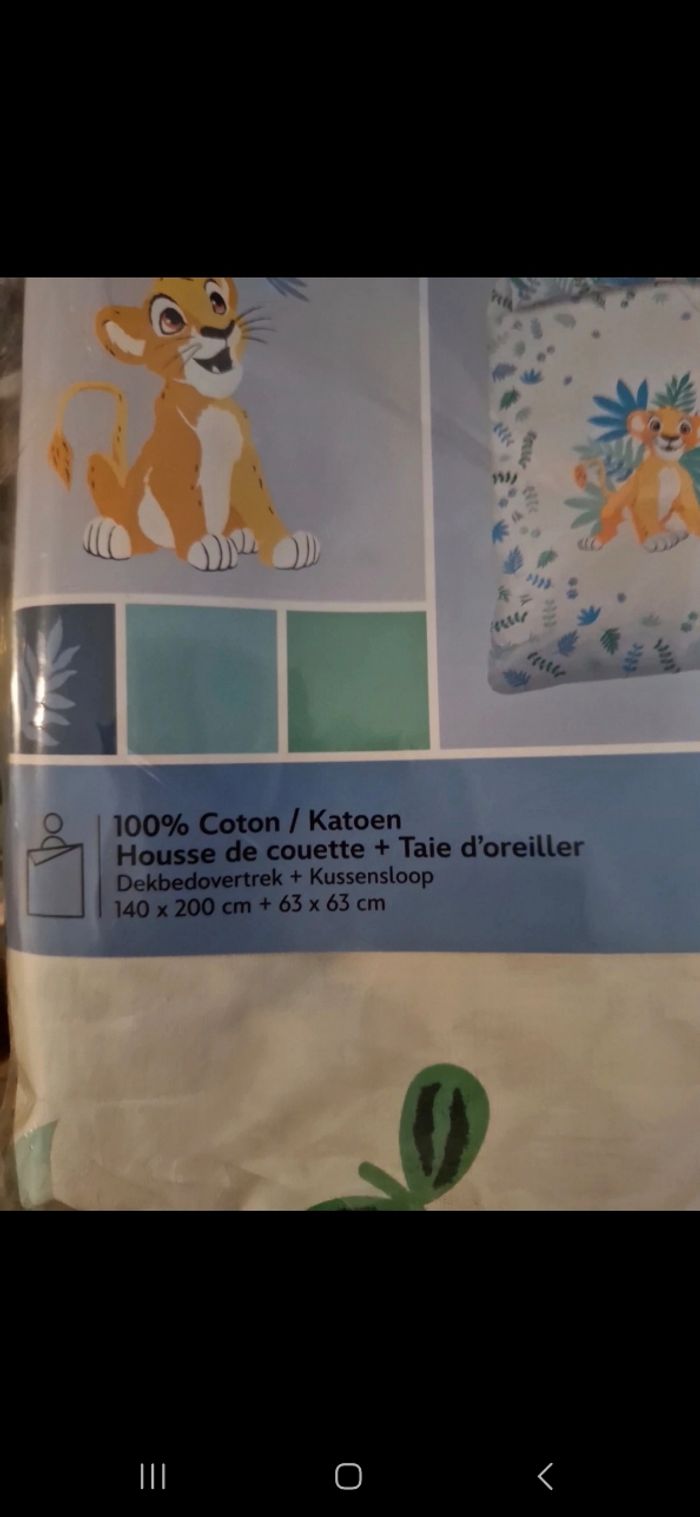 100% Coton / Katoen
Housse de couette + Taie d'oreiller
Dekbedovertrek + Kussensloop
140 x 200 cm + 63 x 63 cm